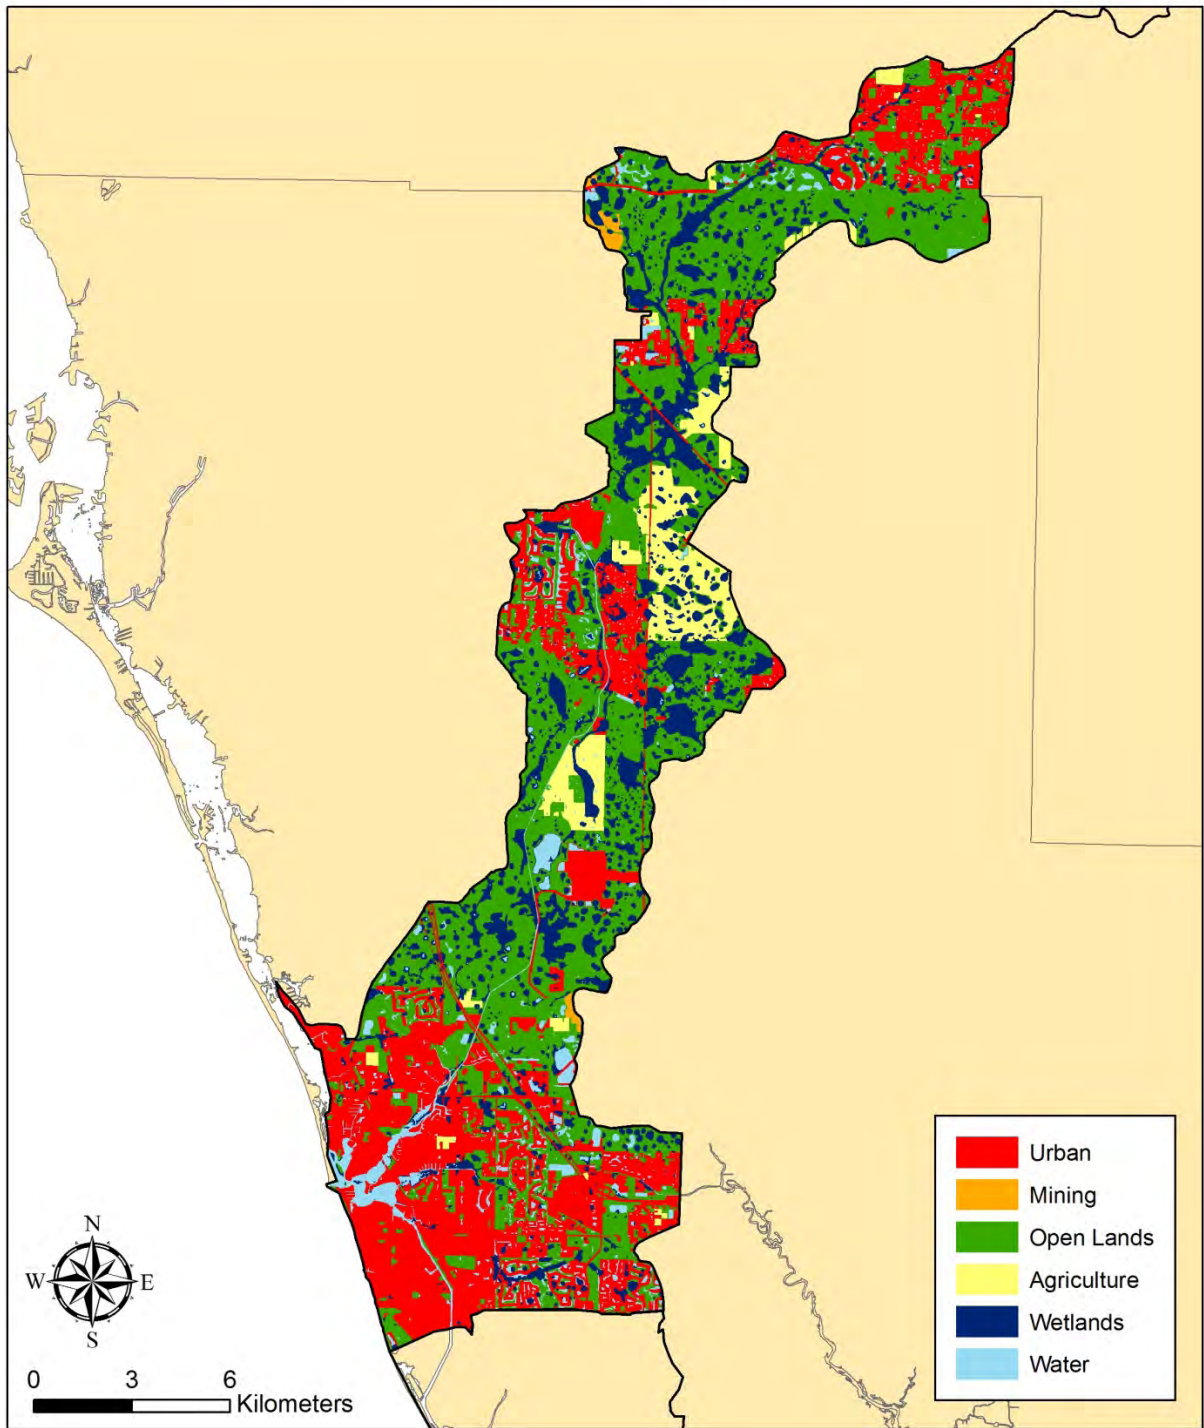 Urban
Mining
Open Lands
Agriculture
Wetlands
Water
N
W E
S
0 3 6
Kilometers